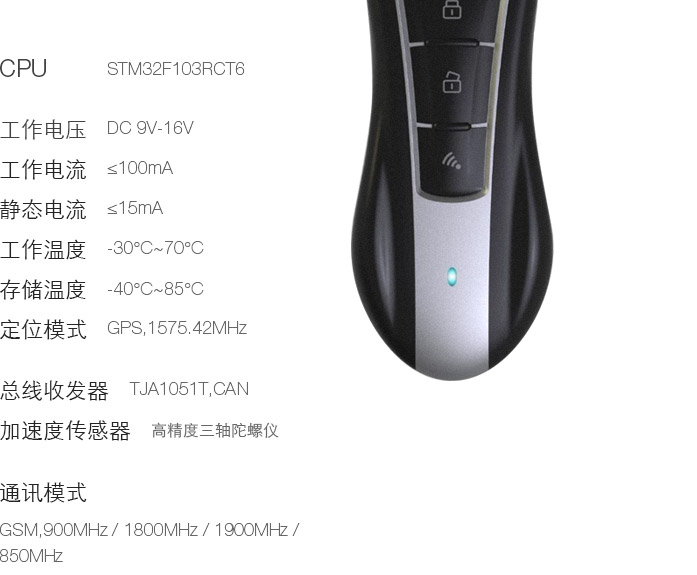 CPU STM32F103RCT6
工作电压 DC 9V-16V
工作电流 ≤100mA
静态电流 ≤15mA
工作温度 -30°C~70°C
存储温度 -40°C~85°C
定位模式 GPS,1575.42MHz
总线收发器 TJA1051T,CAN
加速度传感器 高精度三轴陀螺仪
通讯模式
GSM,900MHz / 1800MHz / 1900MHz /
850MHz